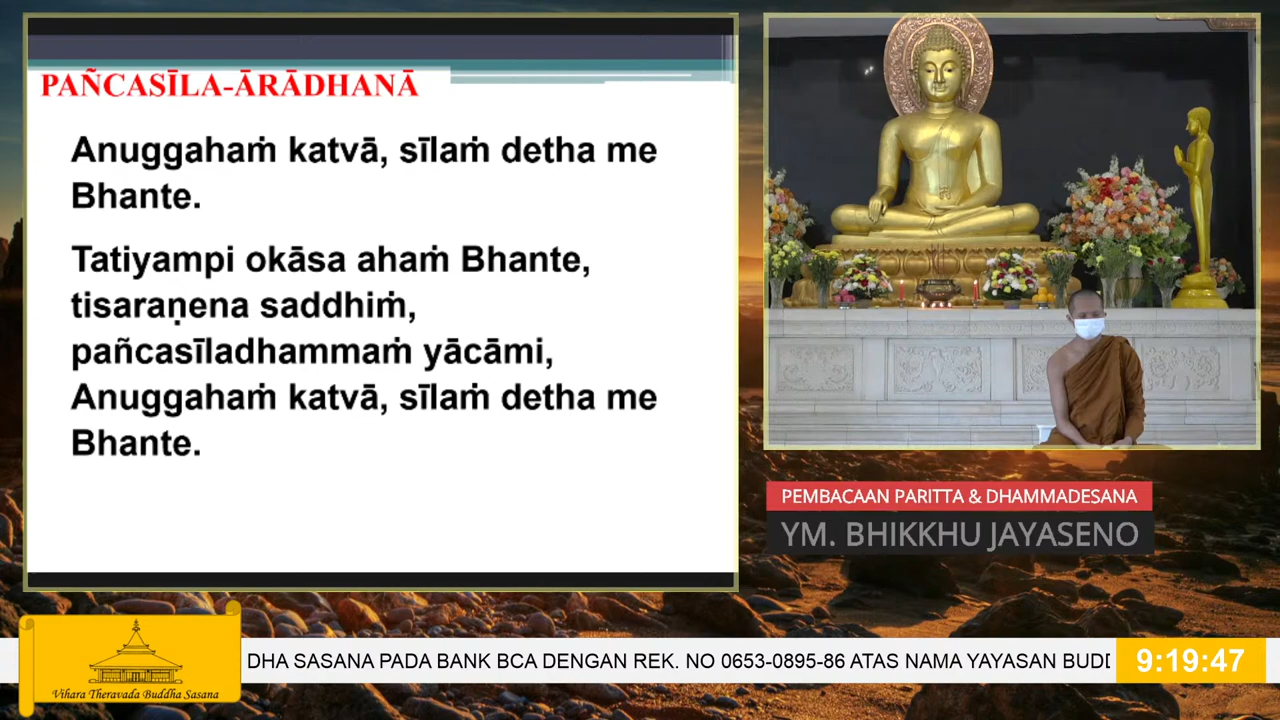 PAÑCASĪLA-ĀRĀDHANĀ
Anuggahaṁ katvā, sīlaṁ detha me
Bhante.
Tatiyampi okāsa ahaṁ Bhante,
tisaraṇena saddhiṁ,
pañcasīladhammaṁ yācāmi,
Anuggahaṁ katvā, sīlaṁ detha me
Bhante.
PEMBACAAN PARITTA & DHAMMADESANA
YM. BHIKKHU JAYASENO
Vihara Theravada Buddha Sasana
DHA SASANA PADA BANK BCA DENGAN REK. NO 0653-0895-86 ATAS NAMA YAYASAN BUDD
9:19:47